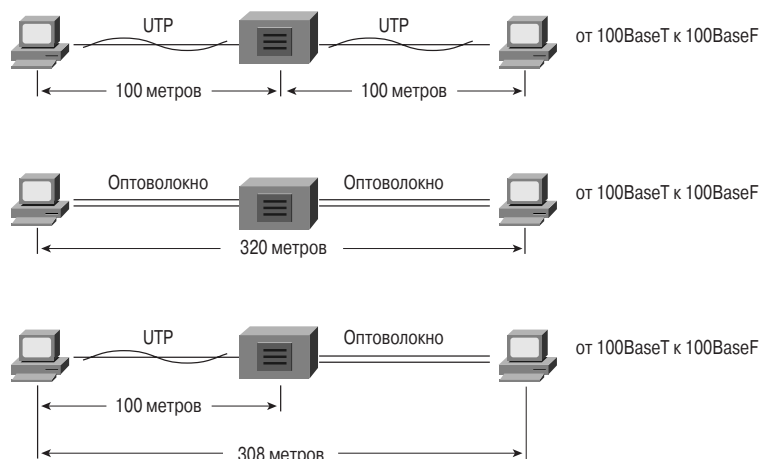 UTP UTP от 100BaseT к 100BaseF
100 метров 100 метров
Оптоволокно Оптоволокно от 100BaseT к 100BaseF
320 метров
UTP Оптоволокно от 100BaseT к 100BaseF
100 метров
308 метров